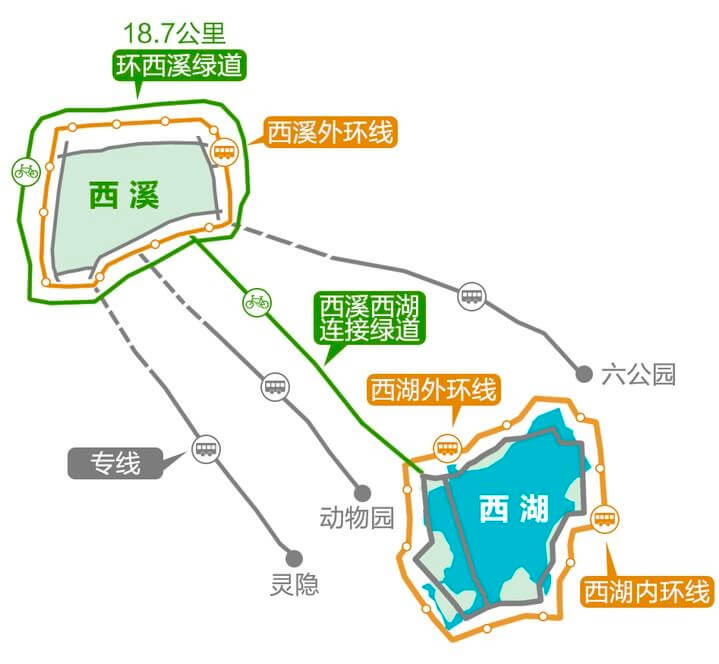 18.7公里
环西溪绿道
西溪外环线
西溪
西溪西湖
连接绿道
六公园
西湖外环线
专线
动物园
西湖
灵隐
西湖内环线